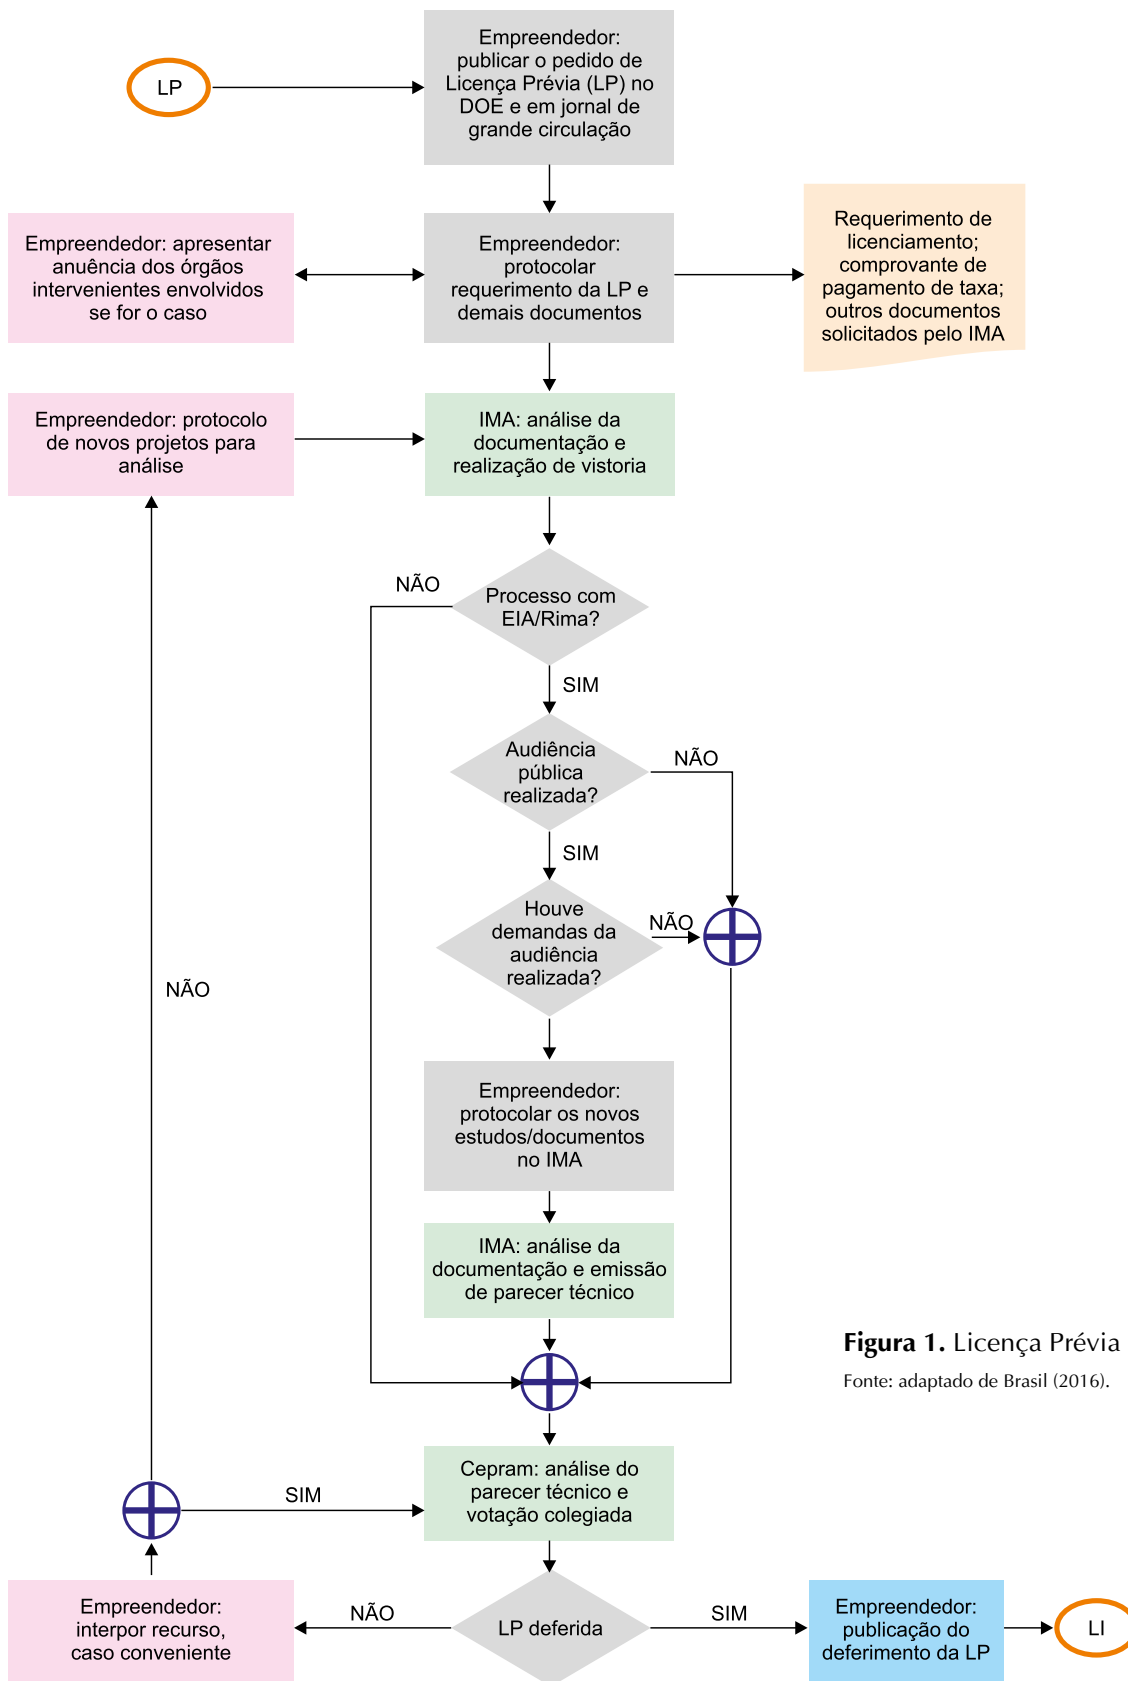 Empreendedor:
publicar o pedido de
Licença Prévia (LP) no
DOE e em jornal de
grande circulação
LP
Empreendedor: apresentar
anuência dos órgãos
intervenientes envolvidos
se for o caso
Empreendedor:
protocolar
requerimento da LP e
demais documentos
Requerimento de
licenciamento;
comprovante de
pagamento de taxa;
outros documentos
solicitados pelo IMA
Empreendedor: protocolo
de novos projetos para
análise
IMA: análise da
documentação e
realização de vistoria
NÃO
Processo com
EIA/Rima?
SIM
Audiência
pública
realizada?
NÃO
SIM
Houve
demandas da
audiência
realizada?
NÃO
NÃO
Empreendedor:
protocolar os novos
estudos/documentos
no IMA
IMA: análise da
documentação e emissão
de parecer técnico
Figura 1. Licença Prévia
Fonte: adaptado de Brasil (2016).
SIM
Cepram: análise do
parecer técnico e
votação colegiada
Empreendedor:
interpor recurso,
caso conveniente
NÃO
LP deferida
SIM
Empreendedor:
publicação do
deferimento da LP
LI